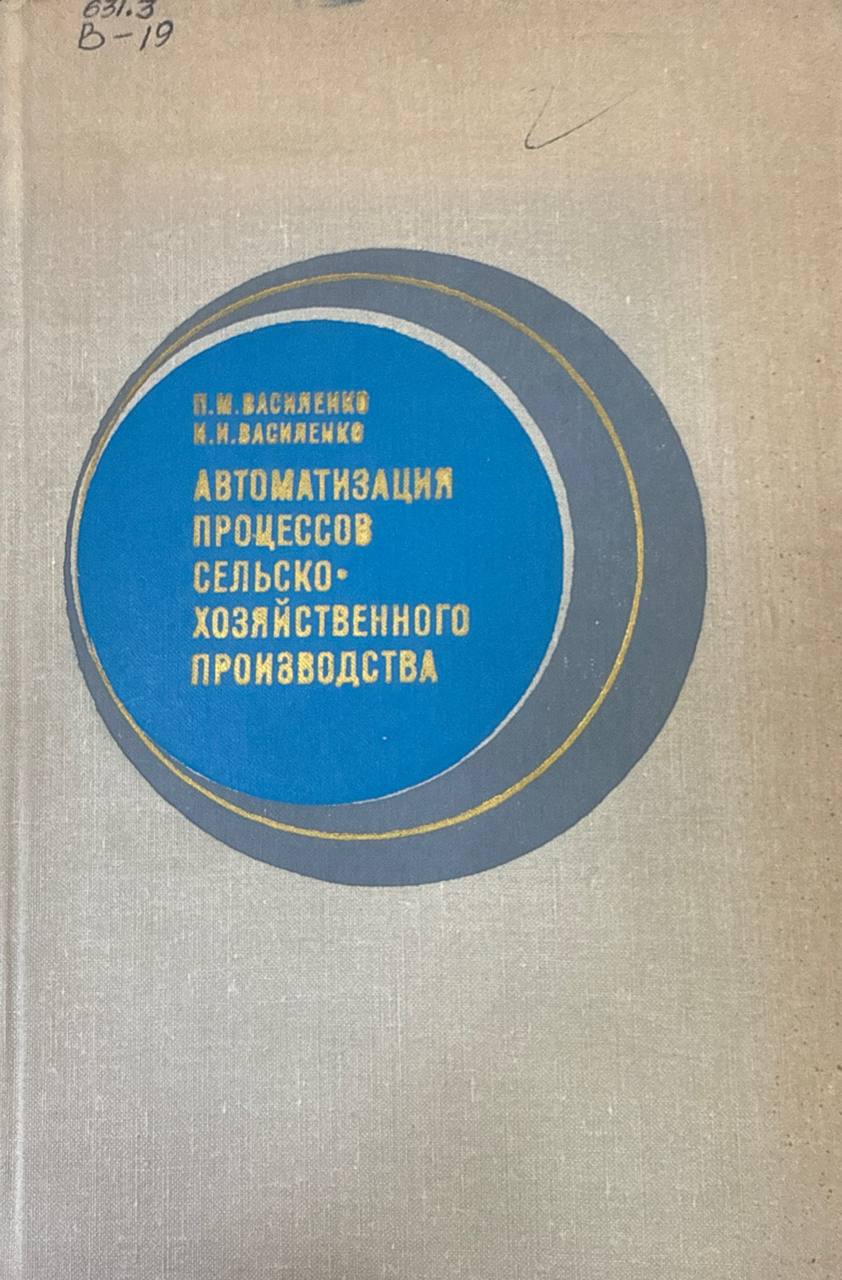 631.3
В-19
П.М.ВАСИЛЕНКО
И.И.ВАСИЛЕНКО
АВТОМАТИЗАЦИЯ
ПРОЦЕССОВ
СЕЛЬСКО-
ХОЗЯЙСТВЕННОГО
ПРОИЗВОДСТВА